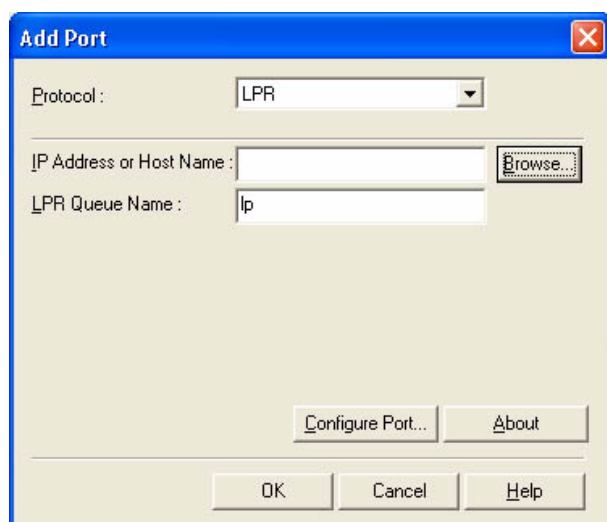 Add Port
Protocol :
LPR
IP Address or Host Name :
Browse...
LPR Queue Name :
lp
Configure Port...
About
OK
Cancel
Help